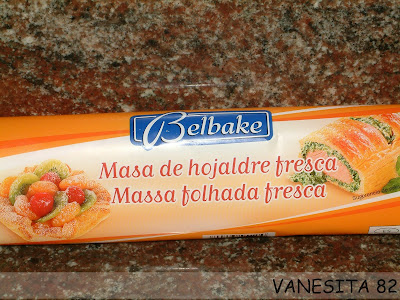 Belbake
Masa de hojaldre fresca
Massa folhada fresca
VANESITA 82